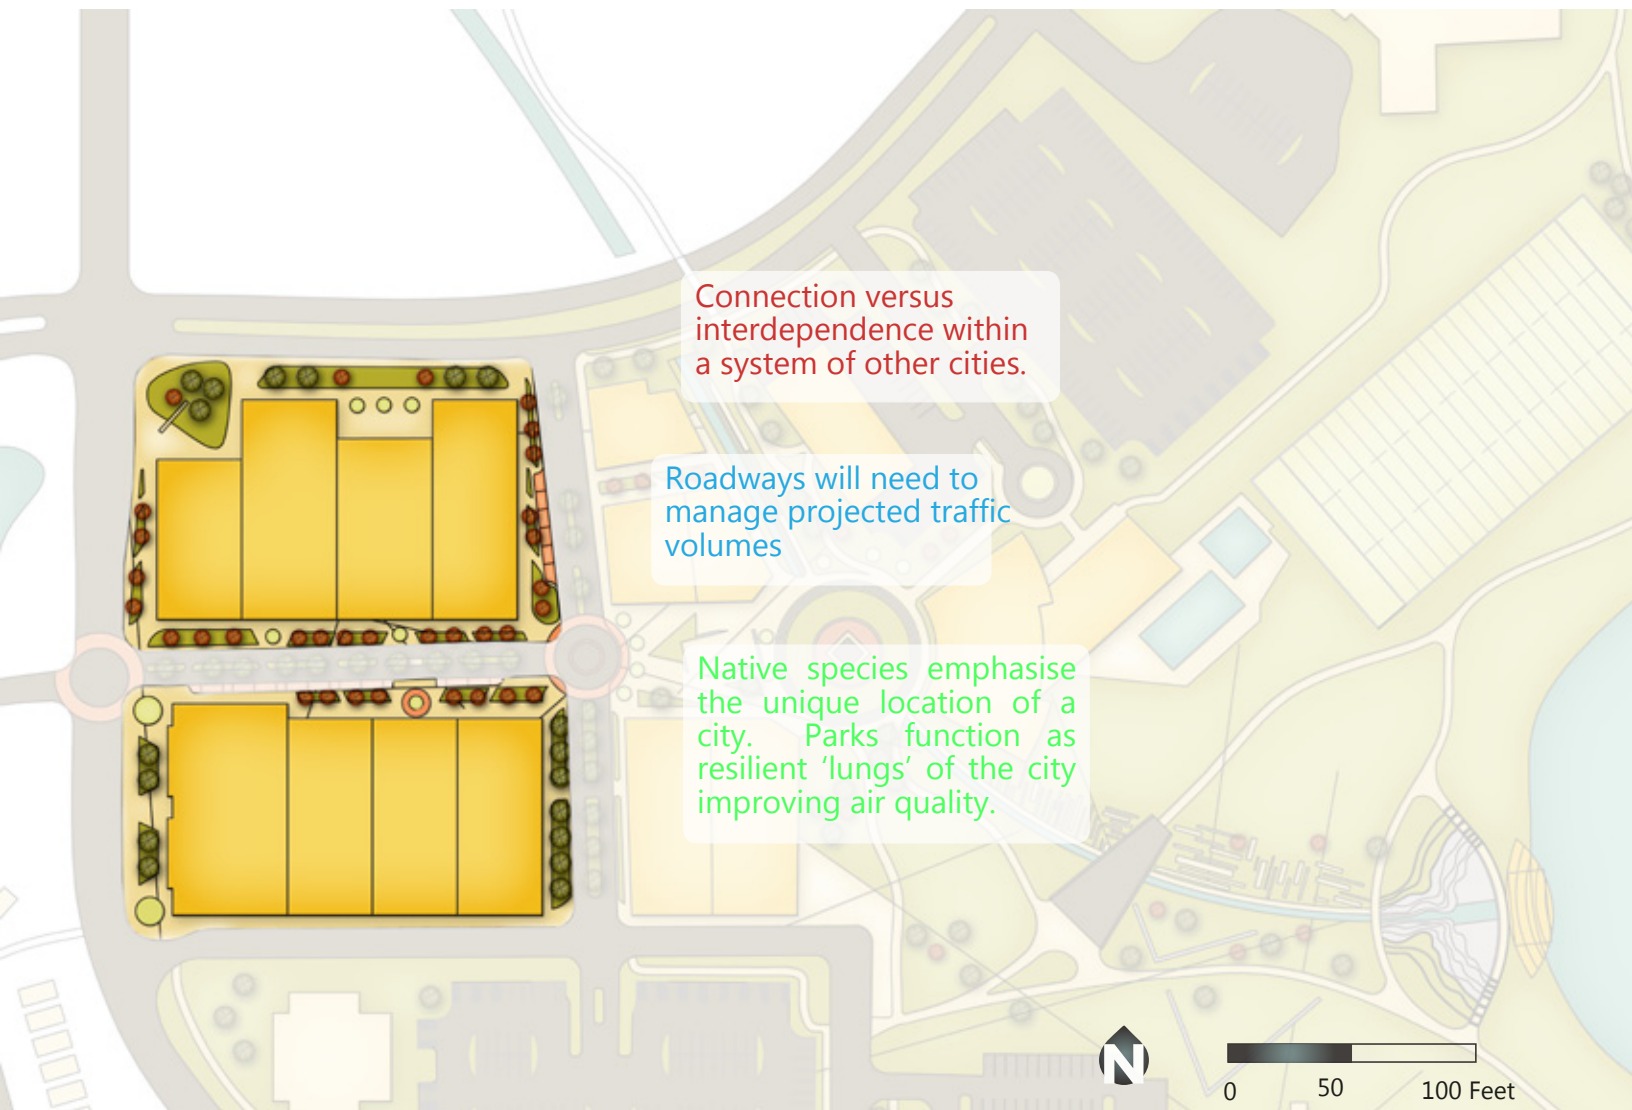 Connection versus
interdependence within
a system of other cities.
Roadways will need to
manage projected traffic
volumes
Native species emphasise
the unique location of a
city. Parks function as
resilient ‘lungs’ of the city
improving air quality.
N
0 50 100 Feet